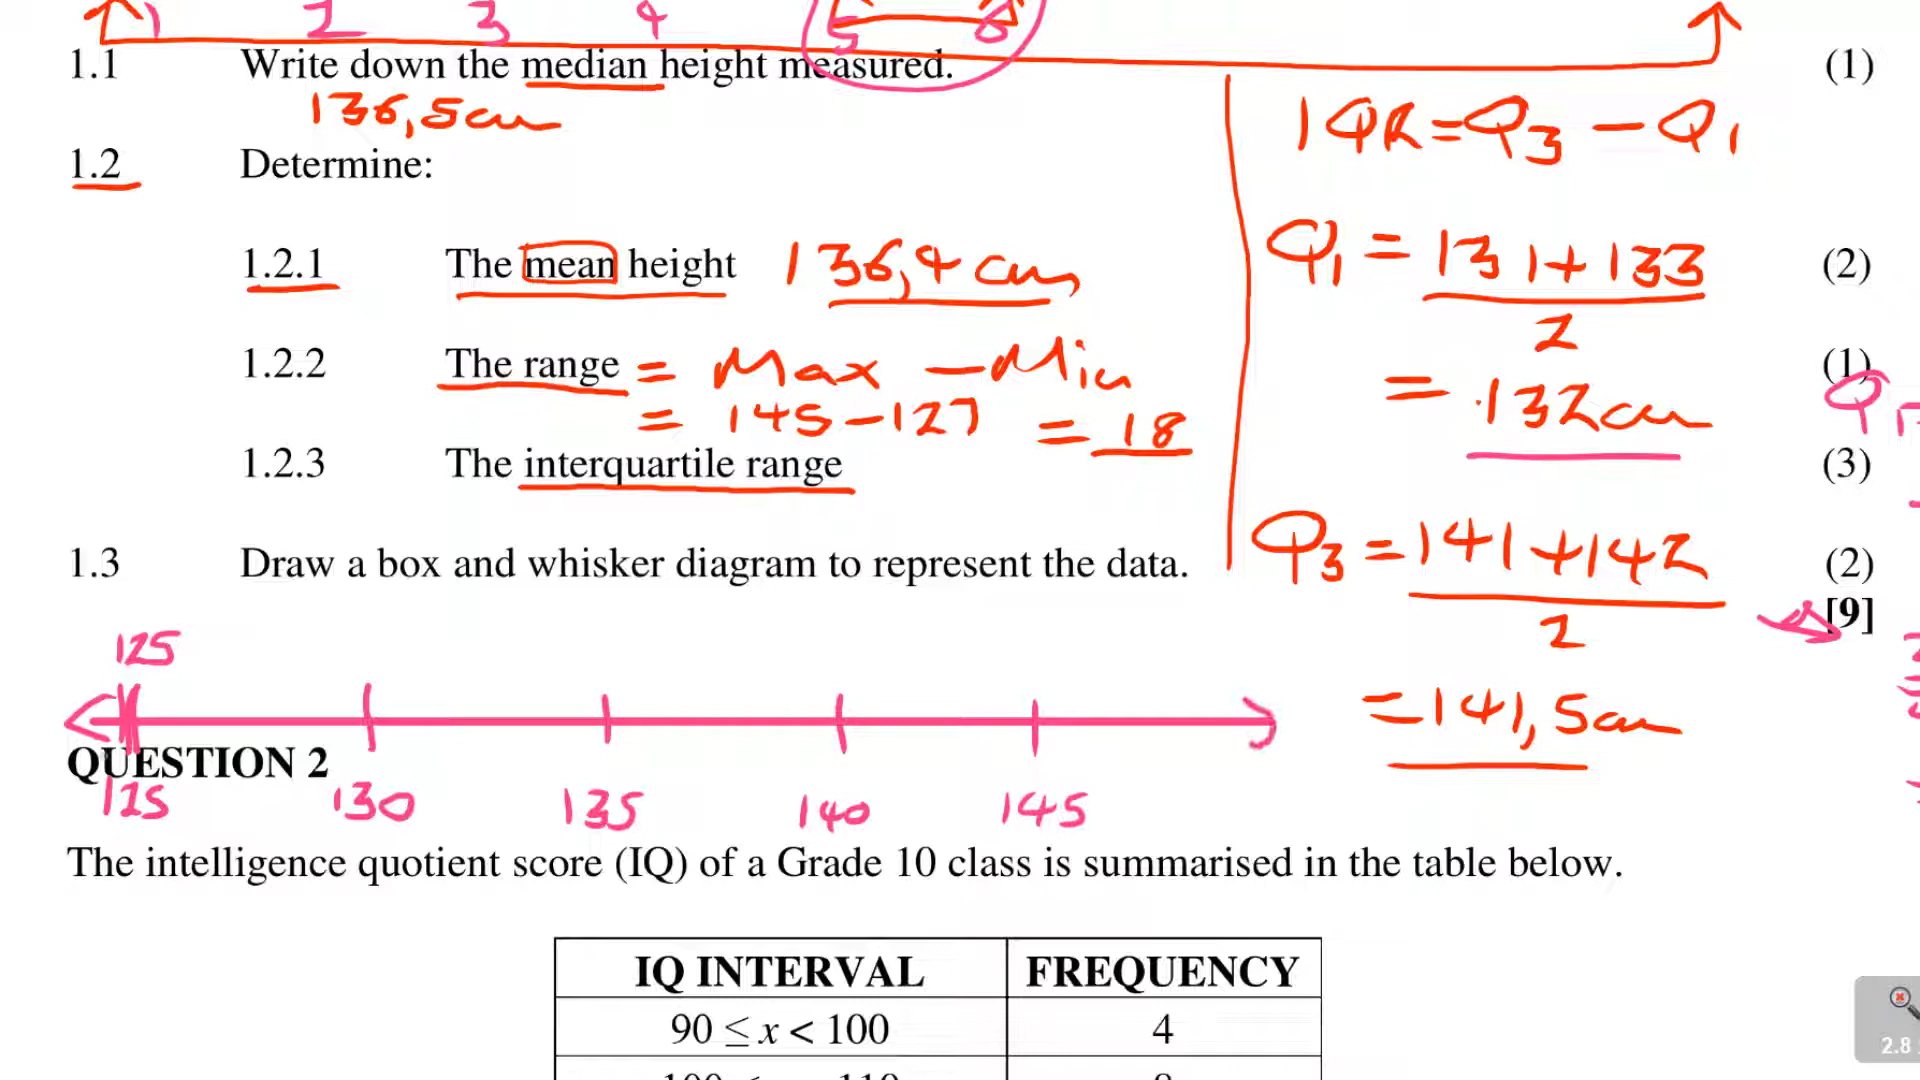 1 2 3 4 5 6
1.1 Write down the median height measured. (1)
136,5cm
IQR = Q3 - Q1
1.2 Determine:
1.2.1 The mean height 136,4 cm (2)
Q1 = 131+133
2
= 132cm
1.2.2 The range = Max - Min (1)
= 145-127 = 18
1.2.3 The interquartile range (3)
Q3 = 141+142
2
= 141,5cm
1.3 Draw a box and whisker diagram to represent the data. (2)
[9]
125
QUESTION 2
125 130 135 140 145
The intelligence quotient score (IQ) of a Grade 10 class is summarised in the table below.
IQ INTERVAL FREQUENCY
90 ≤ x < 100 4
2.8